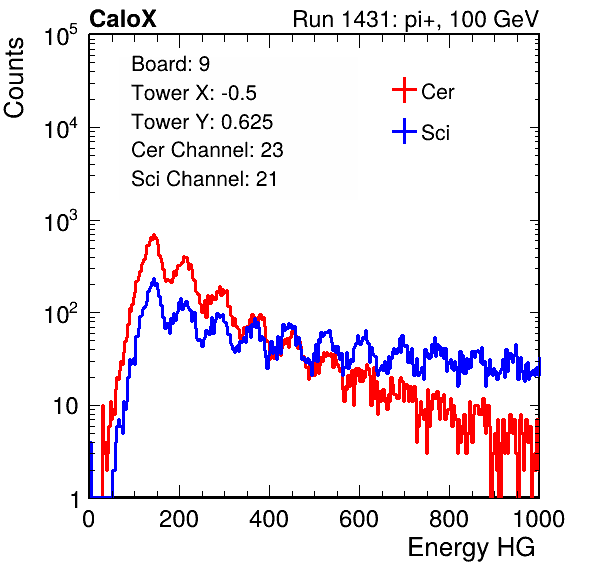 CaloX Run 1431: pi+, 100 GeV
Counts
Board: 9
Tower X: -0.5
Tower Y: 0.625
Cer Channel: 23
Sci Channel: 21
Cer
Sci
10^5
10^4
10^3
10^2
10
1
0 200 400 600 800 1000
Energy HG